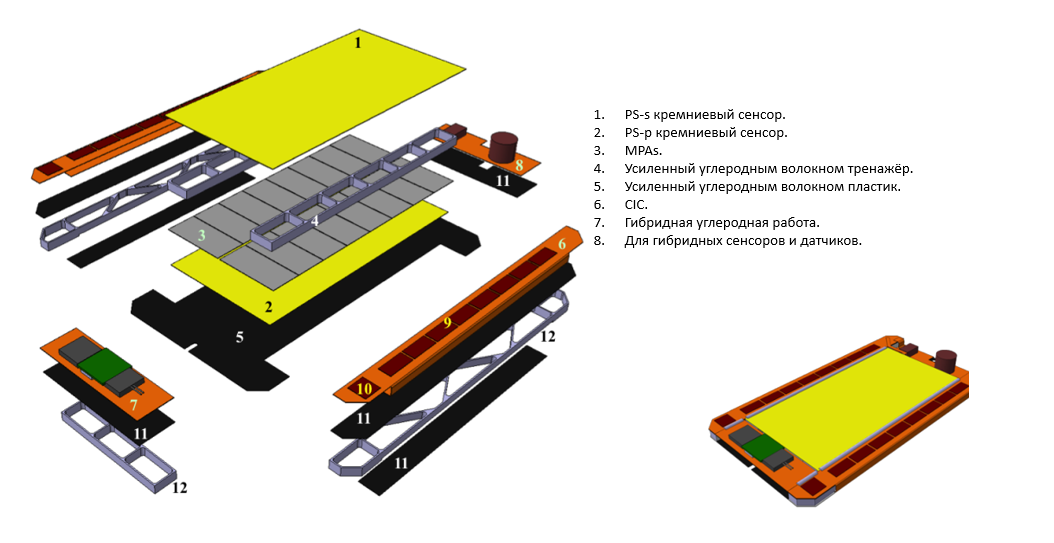 1
1. PS-s кремниевый сенсор.
2. PS-p кремниевый сенсор.
3. MPAs.
4. Усиленный углеродным волокном тренажёр.
5. Усиленный углеродным волокном пластик.
6. CIC.
7. Гибридная углеродная работа.
8. Для гибридных сенсоров и датчиков.
8
11
4
3
6
2
9
5
12
10
7
11
11
11
12